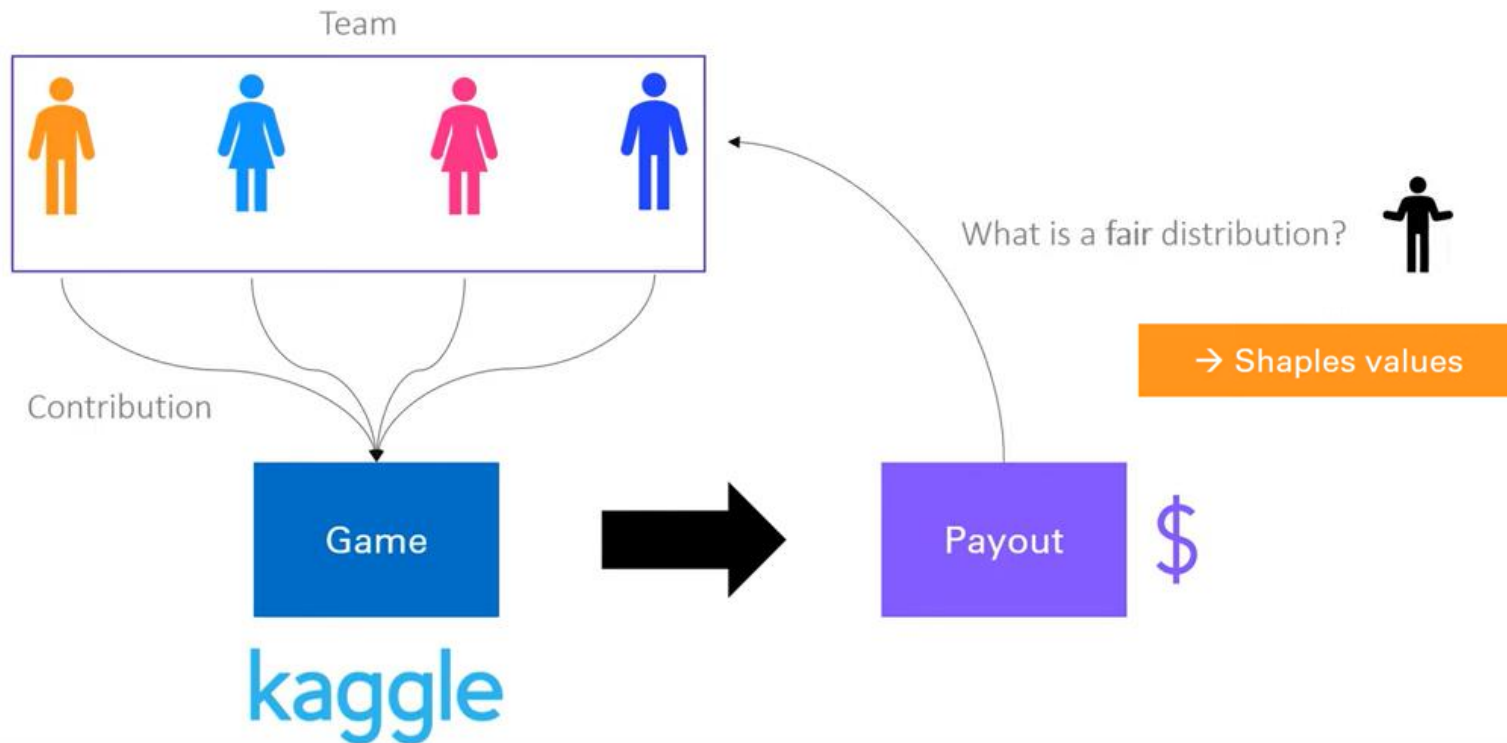 Team
What is a fair distribution?
→ Shaples values
Contribution
Game
Payout
$
kaggle